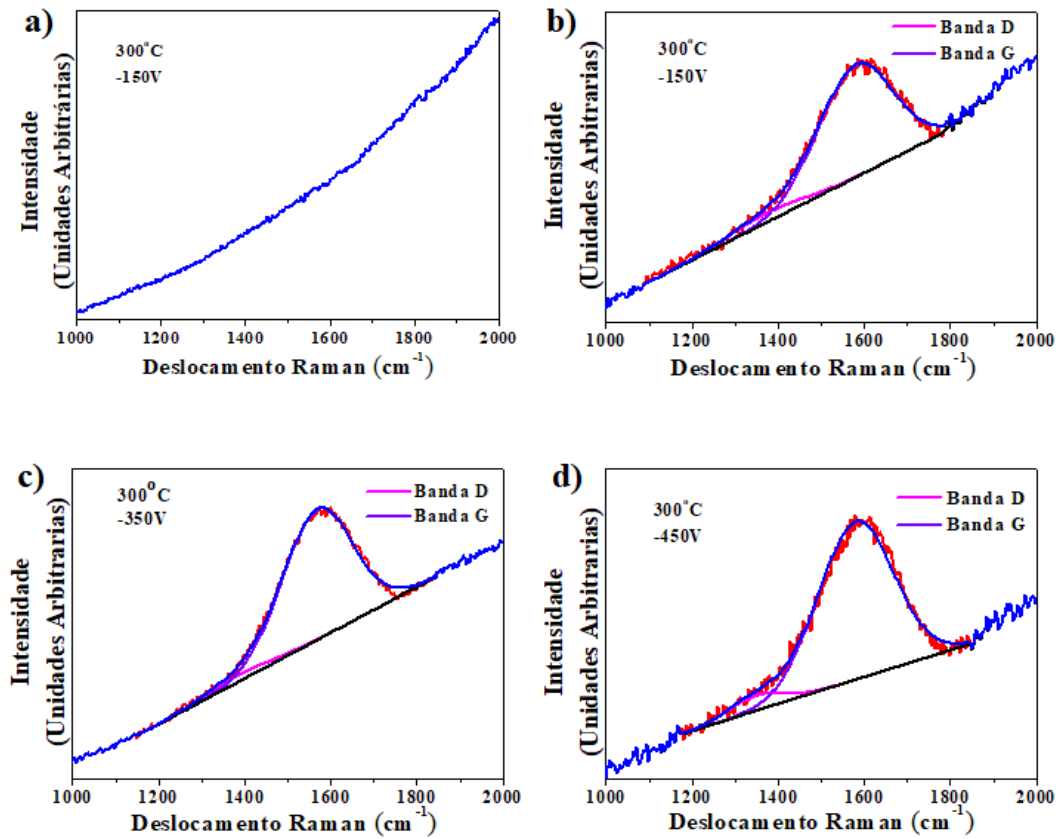 a)
300°C
-150V
Intensidade
(Unidades Arbitrárias)
1000 1200 1400 1600 1800 2000
Deslocamento Raman (cm⁻¹)
b)
300°C
-150V
Banda D
Banda G
Intensidade
(Unidades Arbitrarias)
1000 1200 1400 1600 1800 2000
Deslocamento Raman (cm⁻¹)
c)
300°C
-350V
Banda D
Banda G
Intensidade
(Unidades Arbitrarias)
1000 1200 1400 1600 1800 2000
Deslocamento Raman (cm⁻¹)
d)
300°C
-450V
Banda D
Banda G
Intensidade
(Unidades Arbitrarias)
1000 1200 1400 1600 1800 2000
Deslocamento Raman (cm⁻¹)